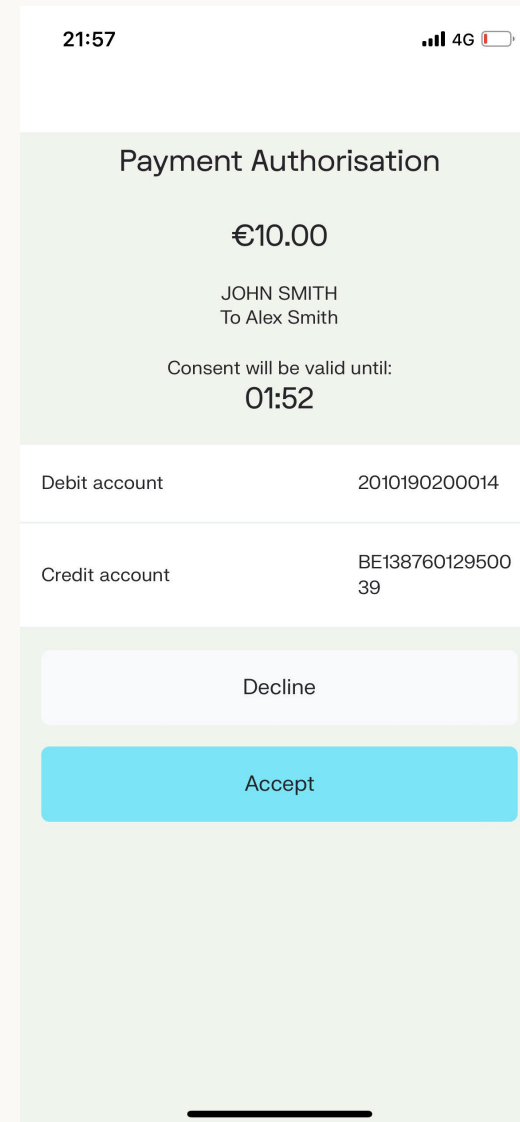 21:57
4G
Payment Authorisation
€10.00
JOHN SMITH
To Alex Smith
Consent will be valid until:
01:52
Debit account 2010190200014
Credit account BE138760129500
39
Decline
Accept